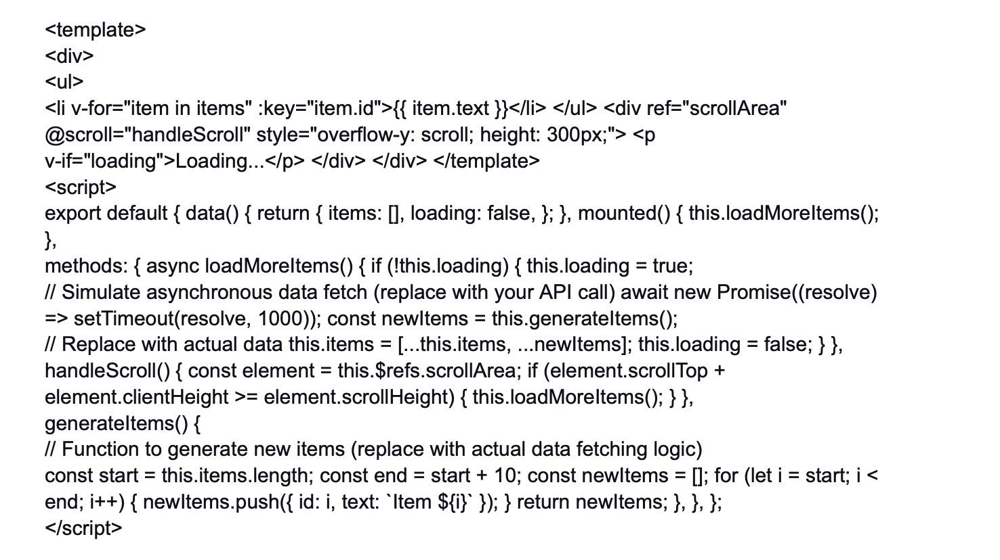 <template>
<div>
<ul>
<li v-for="item in items" :key="item.id">{{ item.text }}</li> </ul> <div ref="scrollArea"
@scroll="handleScroll" style="overflow-y: scroll; height: 300px;"> <p
v-if="loading">Loading...</p> </div> </div> </template>
<script>
export default { data() { return { items: [], loading: false, }; }, mounted() { this.loadMoreItems();
},
methods: { async loadMoreItems() { if (!this.loading) { this.loading = true;
// Simulate asynchronous data fetch (replace with your API call) await new Promise((resolve)
=> setTimeout(resolve, 1000)); const newItems = this.generateItems();
// Replace with actual data this.items = [...this.items, ...newItems]; this.loading = false; } },
handleScroll() { const element = this.$refs.scrollArea; if (element.scrollTop +
element.clientHeight >= element.scrollHeight) { this.loadMoreItems(); } },
generateItems() {
// Function to generate new items (replace with actual data fetching logic)
const start = this.items.length; const end = start + 10; const newItems = []; for (let i = start; i <
end; i++) { newItems.push({ id: i, text: `Item ${i}` }); } return newItems; }, }, };
</script>